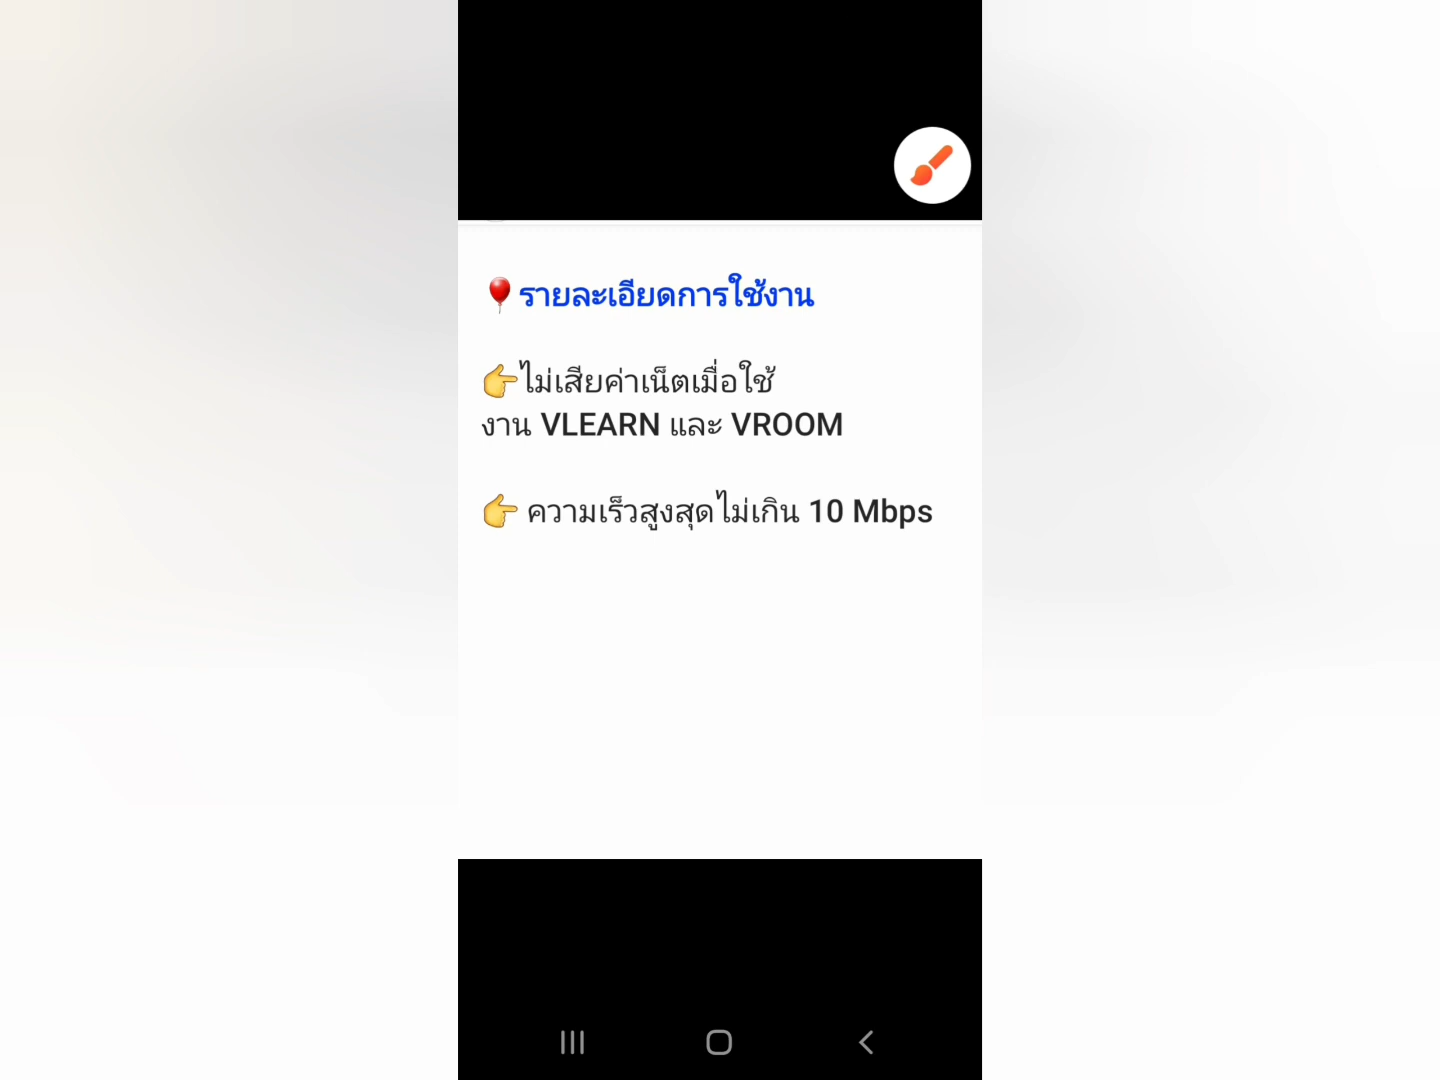 🎈รายละเอียดการใช้งาน
👉ไม่เสียค่าเน็ตเมื่อใช้
งาน VLEARN และ VROOM
👉 ความเร็วสูงสุดไม่เกิน 10 Mbps